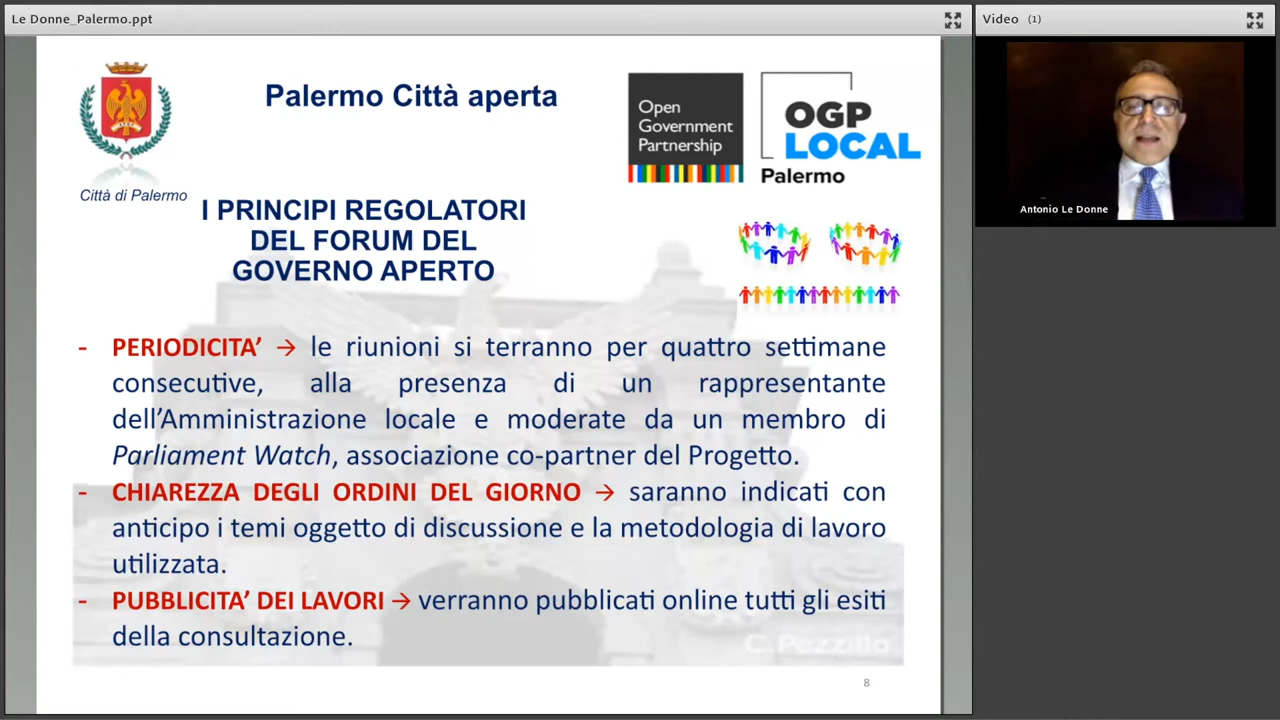 Le Donne_Palermo.ppt
Video (1)
Palermo Città aperta
Open
Government
Partnership
OGP
LOCAL
Palermo
Città di Palermo
I PRINCIPI REGOLATORI
DEL FORUM DEL
GOVERNO APERTO
Antonio Le Donne
- PERIODICITA’ → le riunioni si terranno per quattro settimane
consecutive, alla presenza di un rappresentante
dell’Amministrazione locale e moderate da un membro di
Parliament Watch, associazione co-partner del Progetto.
- CHIAREZZA DEGLI ORDINI DEL GIORNO → saranno indicati con
anticipo i temi oggetto di discussione e la metodologia di lavoro
utilizzata.
- PUBBLICITA’ DEI LAVORI → verranno pubblicati online tutti gli esiti
della consultazione.
C.Pezzillo
8